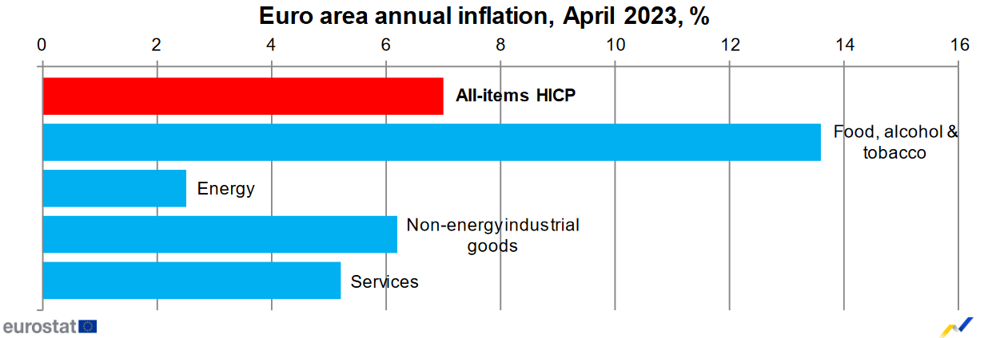 Euro area annual inflation, April 2023, %
0 2 4 6 8 10 12 14 16
All-items HICP
Food, alcohol &
tobacco
Energy
Non-energy industrial
goods
Services
eurostat